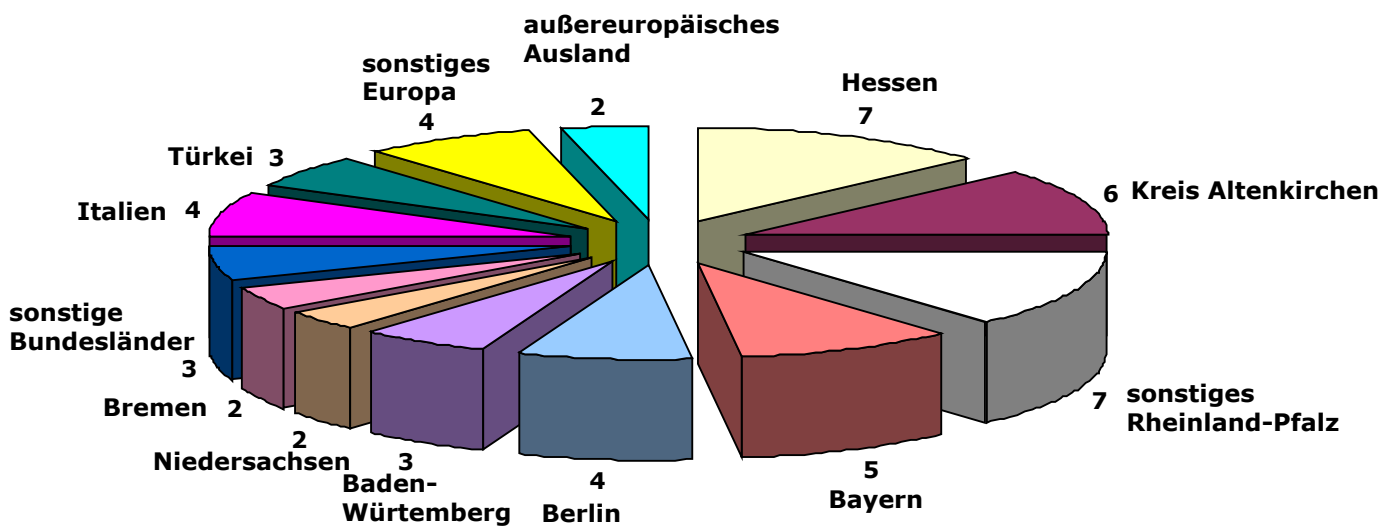 außereuropäisches
Ausland
2
Hessen
7
6 Kreis Altenkirchen
7 sonstiges
Rheinland-Pfalz
5
Bayern
4
Berlin
3
Baden-
Würtemberg
2
Niedersachsen
Bremen 2
sonstige
Bundesländer
3
Italien 4
Türkei 3
sonstiges
Europa
4